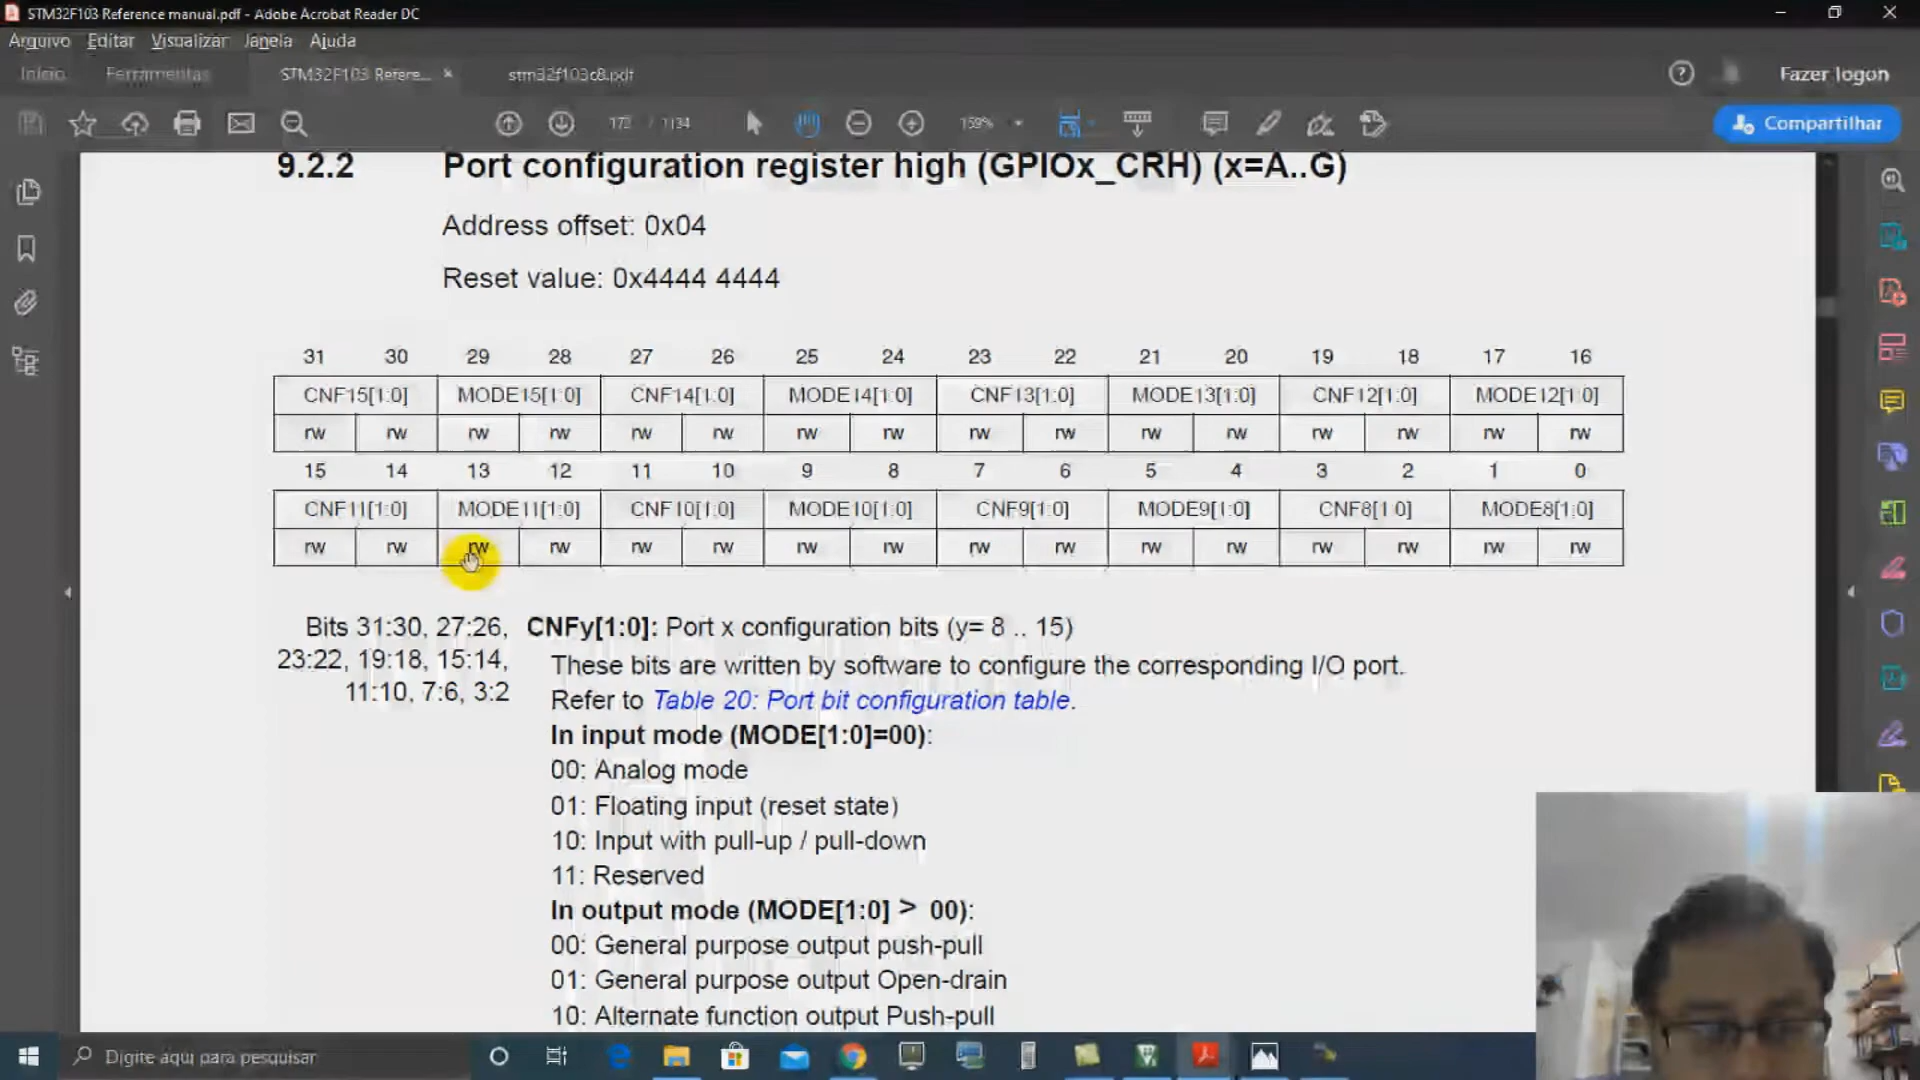 STM32F103 Reference manual.pdf - Adobe Acrobat Reader DC
Arquivo Editar Visualizar Janela Ajuda
Início Ferramentas STM32F103 Refere... × stm32f103c8.pdf Fazer logon
172 / 1134 159% Compartilhar
9.2.2 Port configuration register high (GPIOx_CRH) (x=A..G)
Address offset: 0x04
Reset value: 0x4444 4444
31 30 29 28 27 26 25 24 23 22 21 20 19 18 17 16
CNF15[1:0] MODE15[1:0] CNF14[1:0] MODE14[1:0] CNF13[1:0] MODE13[1:0] CNF12[1:0] MODE12[1:0]
rw rw rw rw rw rw rw rw rw rw rw rw rw rw rw rw
15 14 13 12 11 10 9 8 7 6 5 4 3 2 1 0
CNF11[1:0] MODE11[1:0] CNF10[1:0] MODE10[1:0] CNF9[1:0] MODE9[1:0] CNF8[1:0] MODE8[1:0]
rw rw rw rw rw rw rw rw rw rw rw rw rw rw rw rw
Bits 31:30, 27:26, CNFy[1:0]: Port x configuration bits (y= 8 .. 15)
23:22, 19:18, 15:14, These bits are written by software to configure the corresponding I/O port.
11:10, 7:6, 3:2 Refer to Table 20: Port bit configuration table.
In input mode (MODE[1:0]=00):
00: Analog mode
01: Floating input (reset state)
10: Input with pull-up / pull-down
11: Reserved
In output mode (MODE[1:0] > 00):
00: General purpose output push-pull
01: General purpose output Open-drain
10: Alternate function output Push-pull
Digite aqui para pesquisar